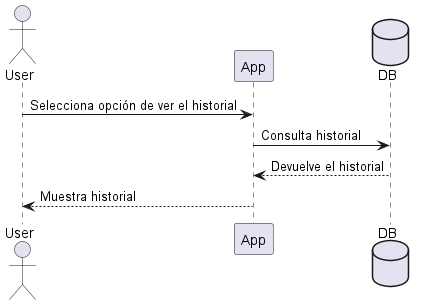 User
App
DB
Selecciona opción de ver el historial
Consulta historial
Devuelve el historial
Muestra historial
User
App
DB